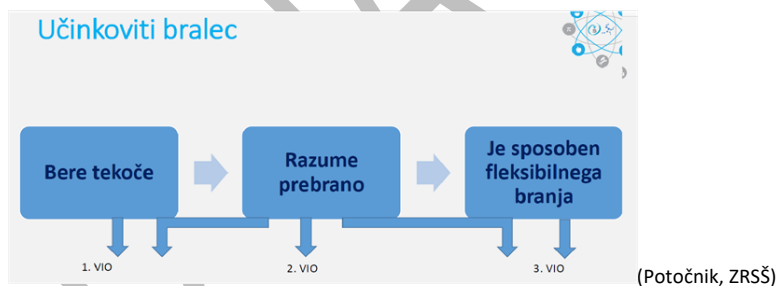 Učinkoviti bralec
Bere tekoče
Razume
prebrano
Je sposoben
fleksibilnega
branja
1. VIO
2. VIO
3. VIO
(Potočnik, ZRSŠ)